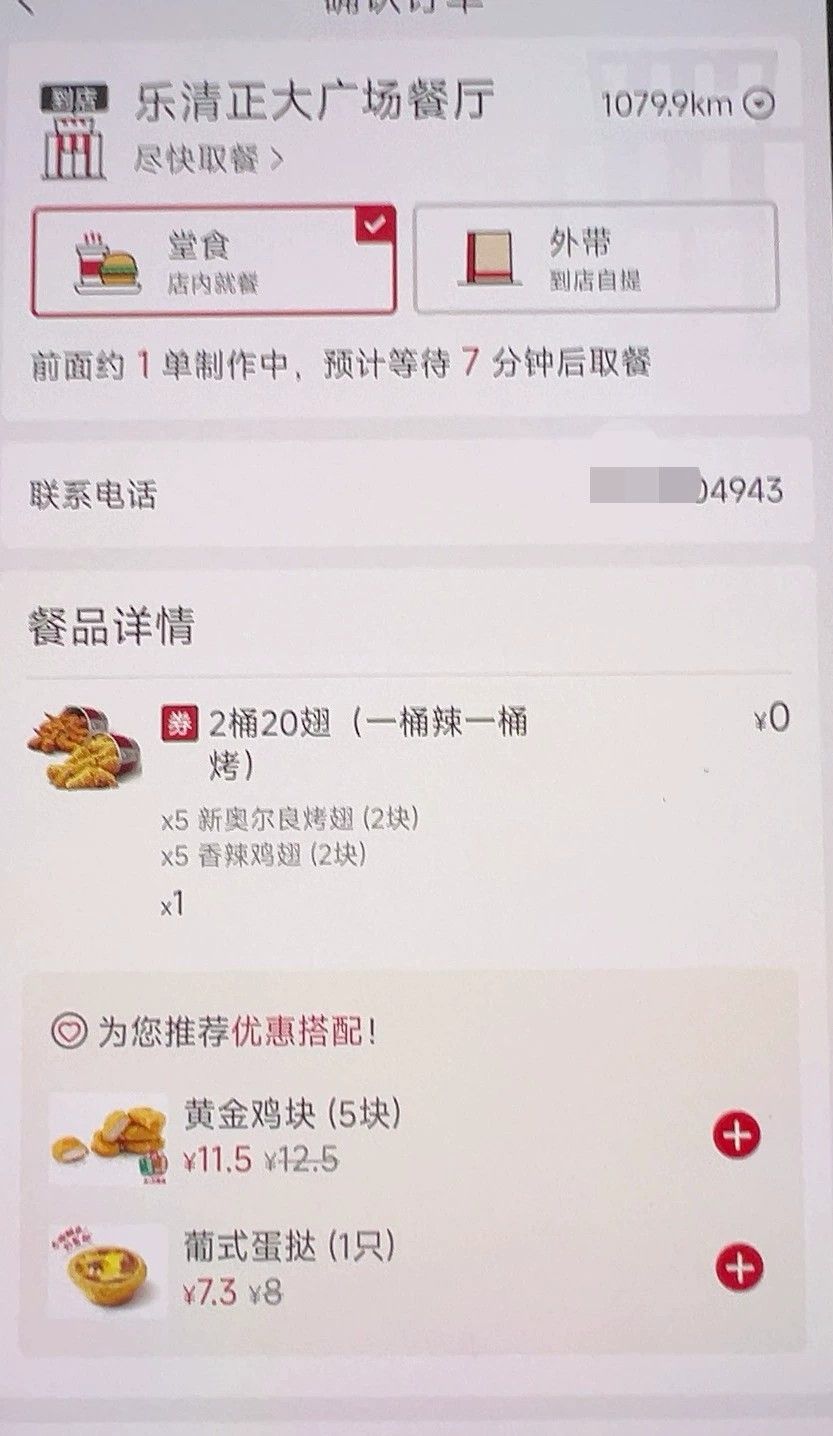 确认订单
到店
乐清正大广场餐厅
1079.9km
尽快取餐 >
堂食
店内就餐
外带
到店自提
前面约 1 单制作中，预计等待 7 分钟后取餐
联系电话
04943
餐品详情
券 2桶20翅（一桶辣一桶
烤）
¥0
x5 新奥尔良烤翅 (2块)
x5 香辣鸡翅 (2块)
x1
为您推荐优惠搭配！
黄金鸡块 (5块)
¥11.5 ¥12.5
葡式蛋挞 (1只)
¥7.3 ¥8